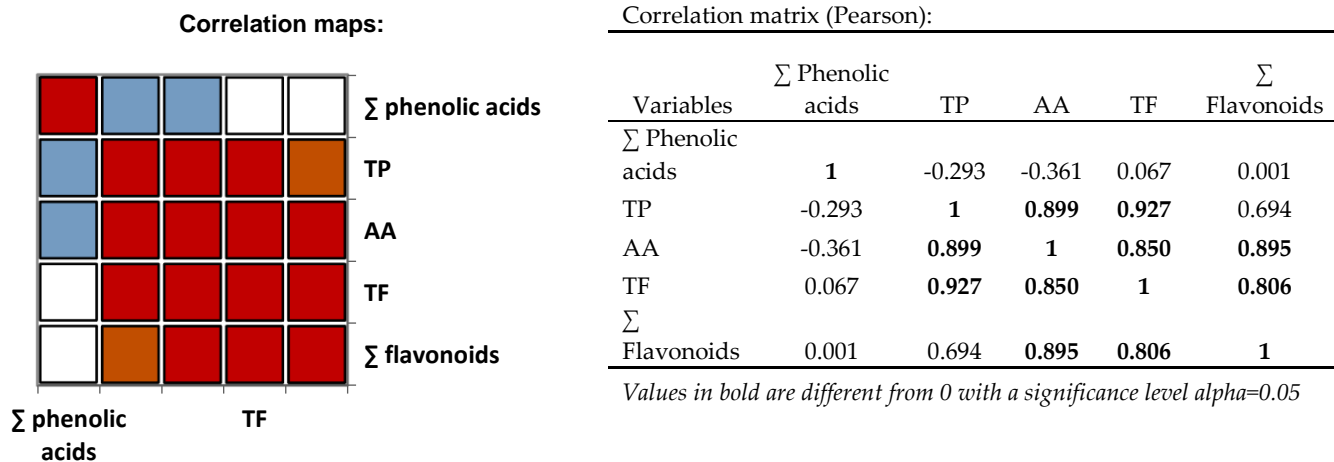 Correlation maps:
∑ phenolic acids
TP
AA
TF
∑ flavonoids
∑ phenolic
acids
TF
Correlation matrix (Pearson):
Variables ∑ Phenolic acids TP AA TF ∑ Flavonoids
∑ Phenolic
acids 1 -0.293 -0.361 0.067 0.001
TP -0.293 1 0.899 0.927 0.694
AA -0.361 0.899 1 0.850 0.895
TF 0.067 0.927 0.850 1 0.806
∑
Flavonoids 0.001 0.694 0.895 0.806 1
Values in bold are different from 0 with a significance level alpha=0.05